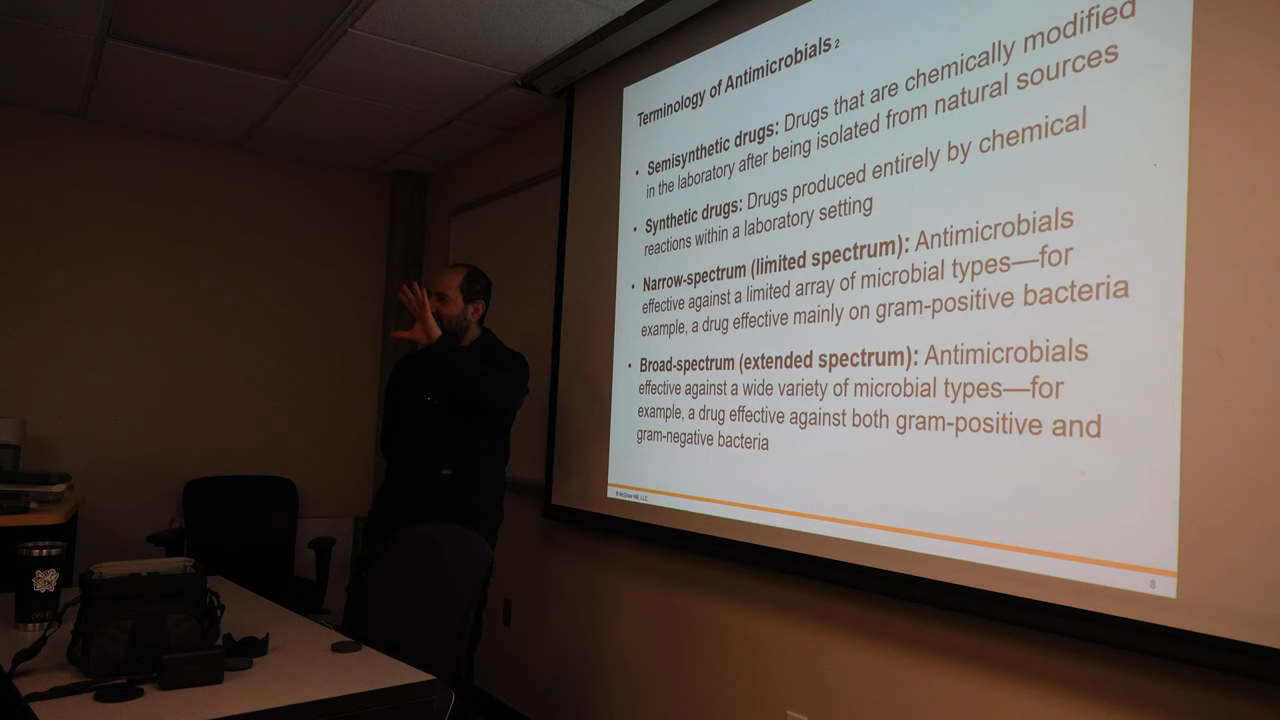 Terminology of Antimicrobials 2
• Semisynthetic drugs: Drugs that are chemically modified
in the laboratory after being isolated from natural sources
• Synthetic drugs: Drugs produced entirely by chemical
reactions within a laboratory setting
• Narrow-spectrum (limited spectrum): Antimicrobials
effective against a limited array of microbial types—for
example, a drug effective mainly on gram-positive bacteria
• Broad-spectrum (extended spectrum): Antimicrobials
effective against a wide variety of microbial types—for
example, a drug effective against both gram-positive and
gram-negative bacteria
© McGraw Hill, LLC
8